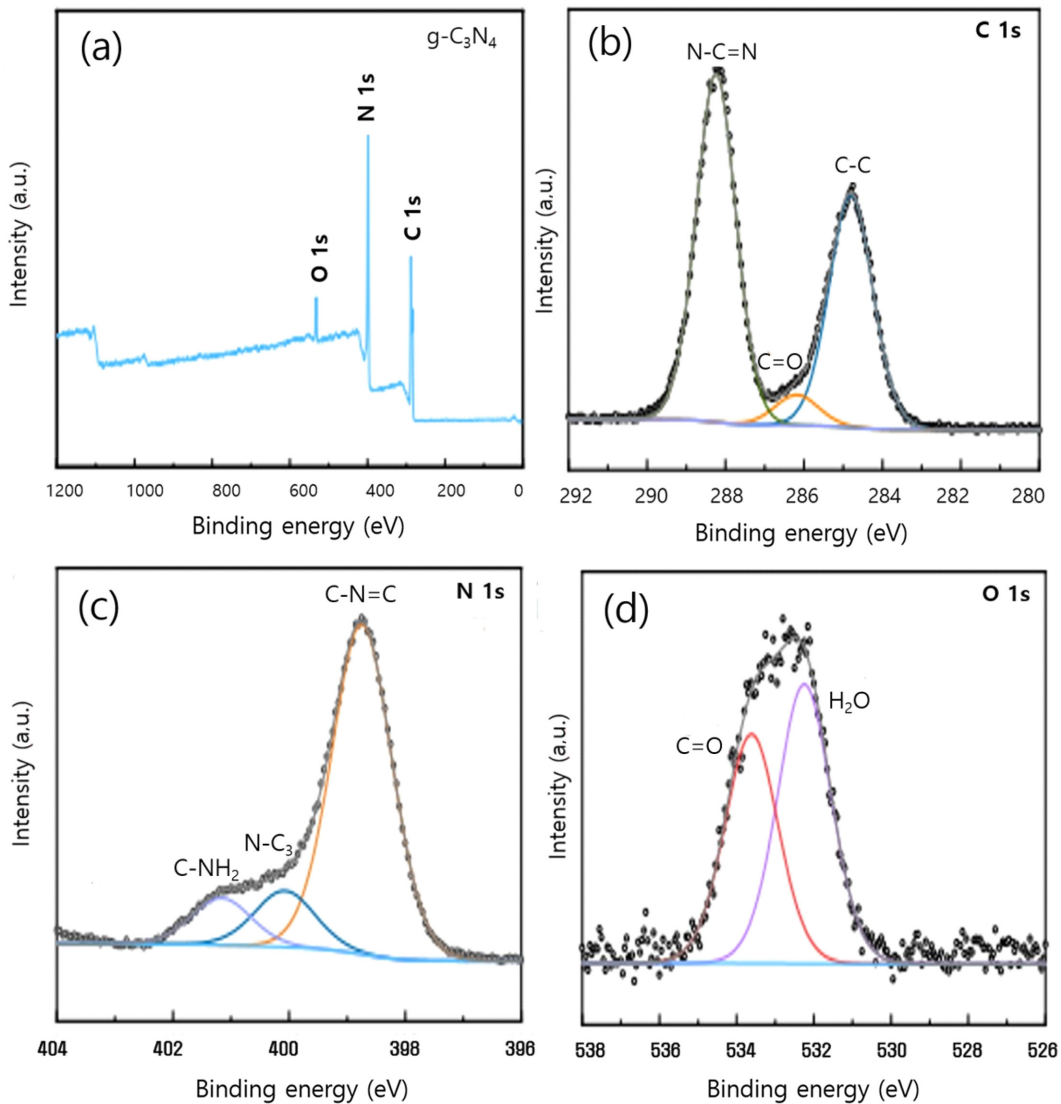 (a)
g-C₃N₄
O 1s
N 1s
C 1s
Intensity (a.u.)
1200 1000 800 600 400 200 0
Binding energy (eV)
(b)
C 1s
N-C=N
C=O
C-C
Intensity (a.u.)
292 290 288 286 284 282 280
Binding energy (eV)
(c)
N 1s
C-N=C
N-C₃
C-NH₂
Intensity (a.u.)
404 402 400 398 396
Binding energy (eV)
(d)
O 1s
C=O
H₂O
Intensity (a.u.)
538 536 534 532 530 528 526
Binding energy (eV)